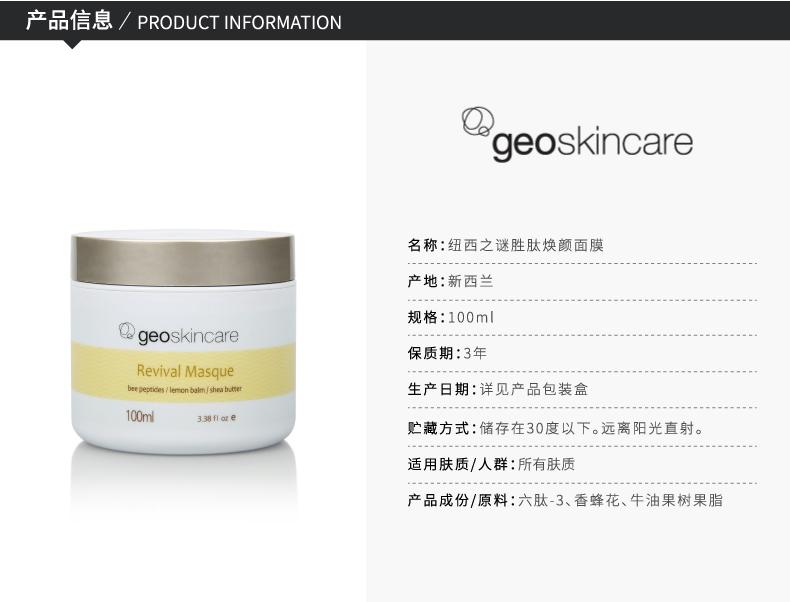 产品信息 / PRODUCT INFORMATION
geoskincare
geoskincare
Revival Masque
bee peptides / lemon balm / shea butter
100ml 3.38 fl oz e
名称：纽西之谜胜肽焕颜面膜
产地：新西兰
规格：100ml
保质期：3年
生产日期：详见产品包装盒
贮藏方式：储存在30度以下。远离阳光直射。
适用肤质/人群：所有肤质
产品成份/原料：六肽-3、香蜂花、牛油果树果脂